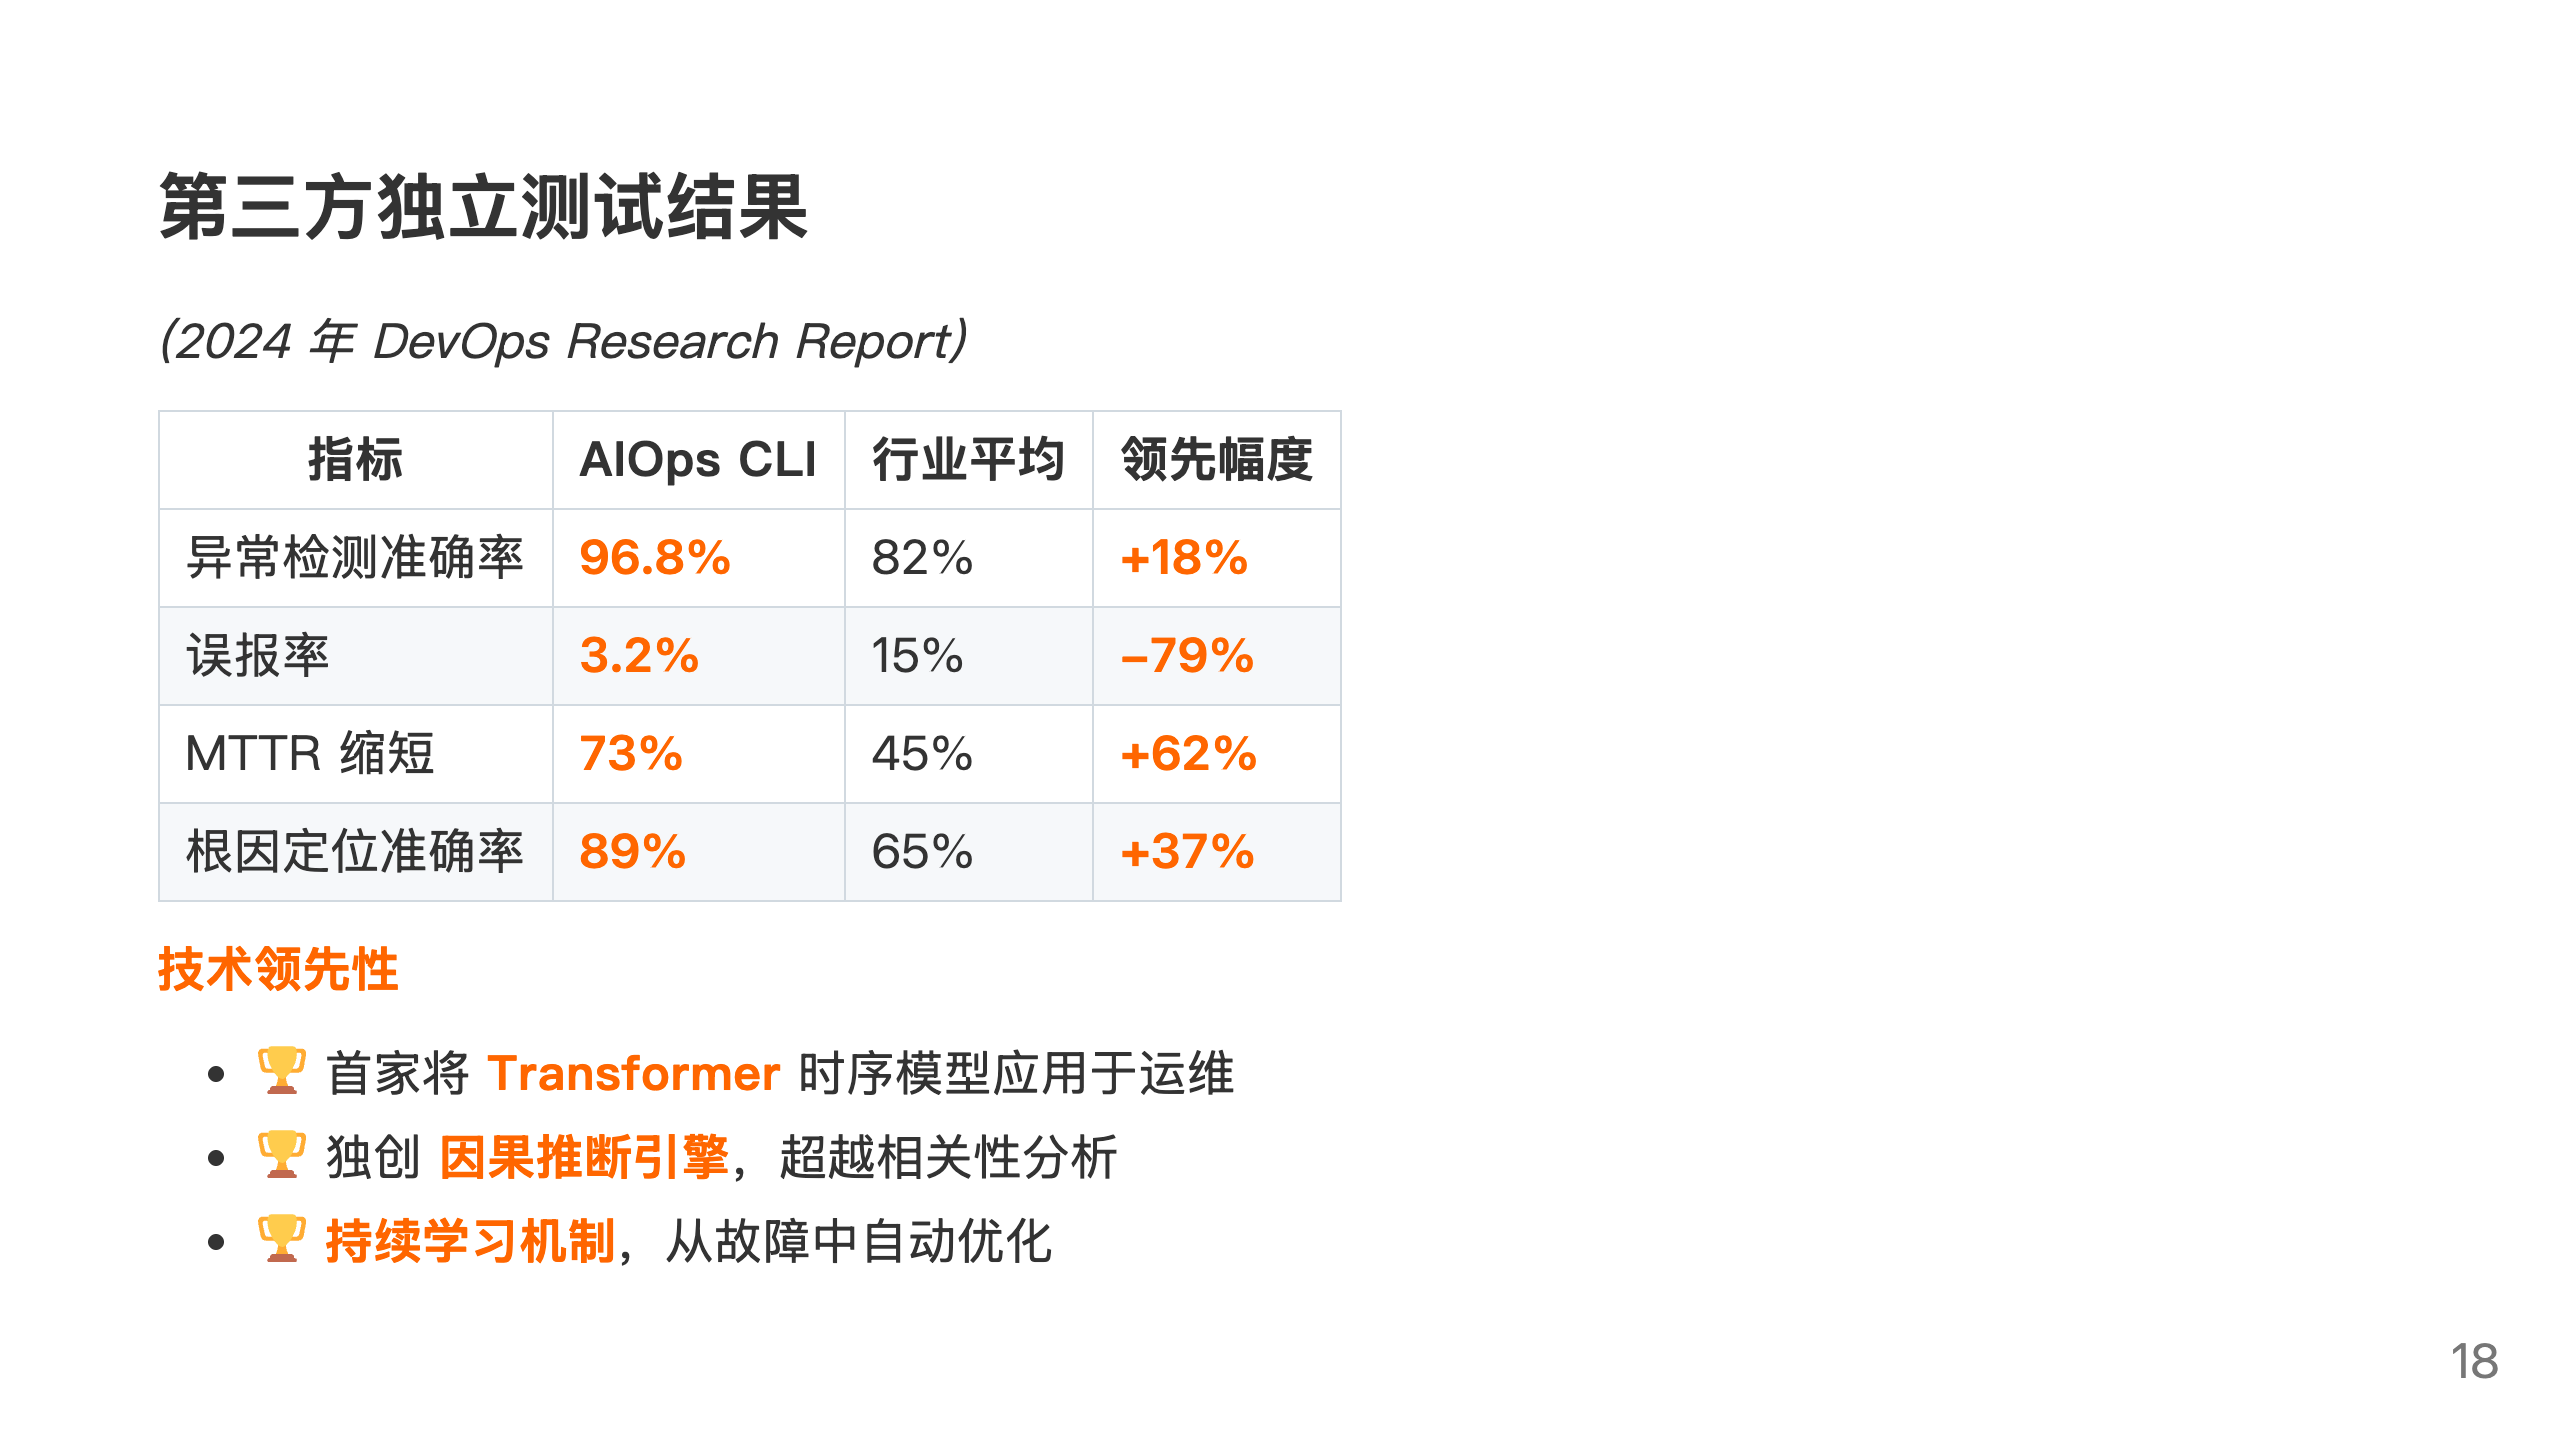 第三方独立测试结果
(2024 年 DevOps Research Report)
指标 AIOps CLI 行业平均 领先幅度
异常检测准确率 96.8% 82% +18%
误报率 3.2% 15% −79%
MTTR 缩短 73% 45% +62%
根因定位准确率 89% 65% +37%
技术领先性
• 🏆 首家将 Transformer 时序模型应用于运维
• 🏆 独创 因果推断引擎，超越相关性分析
• 🏆 持续学习机制，从故障中自动优化
18